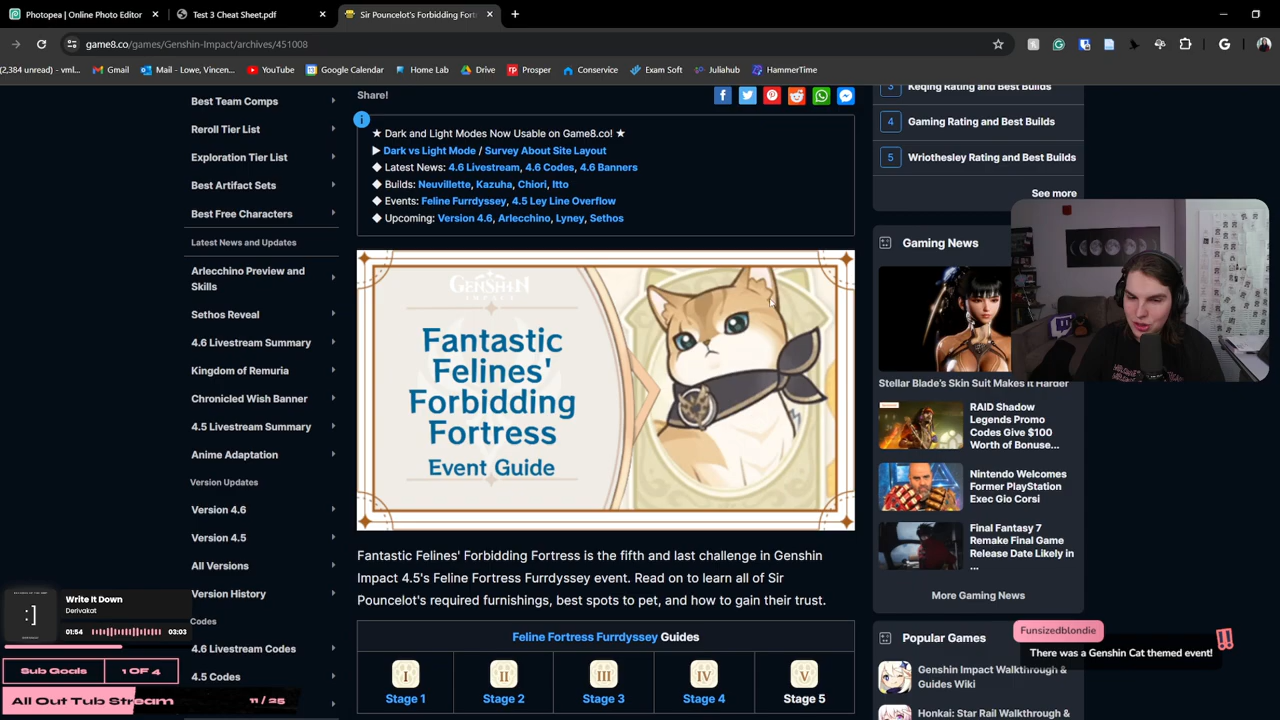 Photopea | Online Photo Editor
Test 3 Cheat Sheet.pdf
Sir Pouncelot's Forbidding Fort
game8.co/games/Genshin-Impact/archives/451008
(2,384 unread) - vml...
Gmail
Mail - Lowe, Vincen...
YouTube
Google Calendar
Home Lab
Drive
Prosper
Conservice
Exam Soft
Juliahub
HammerTime
Best Team Comps
Reroll Tier List
Exploration Tier List
Best Artifact Sets
Best Free Characters
Latest News and Updates
Arlecchino Preview and
Skills
Sethos Reveal
4.6 Livestream Summary
Kingdom of Remuria
Chronicled Wish Banner
4.5 Livestream Summary
Anime Adaptation
Version Updates
Version 4.6
Version 4.5
All Versions
Version History
Codes
4.6 Livestream Codes
4.5 Codes
Share!
★ Dark and Light Modes Now Usable on Game8.co! ★
▶ Dark vs Light Mode / Survey About Site Layout
◆ Latest News: 4.6 Livestream, 4.6 Codes, 4.6 Banners
◆ Builds: Neuvillette, Kazuha, Chiori, Itto
◆ Events: Feline Furrdyssey, 4.5 Ley Line Overflow
◆ Upcoming: Version 4.6, Arlecchino, Lyney, Sethos
GENSHIN
IMPACT
Fantastic
Felines'
Forbidding
Fortress
Event Guide
Fantastic Felines' Forbidding Fortress is the fifth and last challenge in Genshin
Impact 4.5's Feline Fortress Furrdyssey event. Read on to learn all of Sir
Pouncelot's required furnishings, best spots to pet, and how to gain their trust.
Feline Fortress Furrdyssey Guides
I II III IV V
Stage 1 Stage 2 Stage 3 Stage 4 Stage 5
3 Keqing Rating and Best Builds
4 Gaming Rating and Best Builds
5 Wriothesley Rating and Best Builds
See more
Gaming News
Stellar Blade's Skin Suit Makes It Harder
RAID Shadow
Legends Promo
Codes Give $100
Worth of Bonuse...
Nintendo Welcomes
Former PlayStation
Exec Gio Corsi
Final Fantasy 7
Remake Final Game
Release Date Likely in
...
More Gaming News
Popular Games
Genshin Impact Walkthrough &
Guides Wiki
Honkai: Star Rail Walkthrough &
Funsizedblondie
There was a Genshin Cat themed event!
Write It Down
Derivakat
01:54
03:03
Sub Goals
1 OF 4
All Out Tub Stream
11 / 25